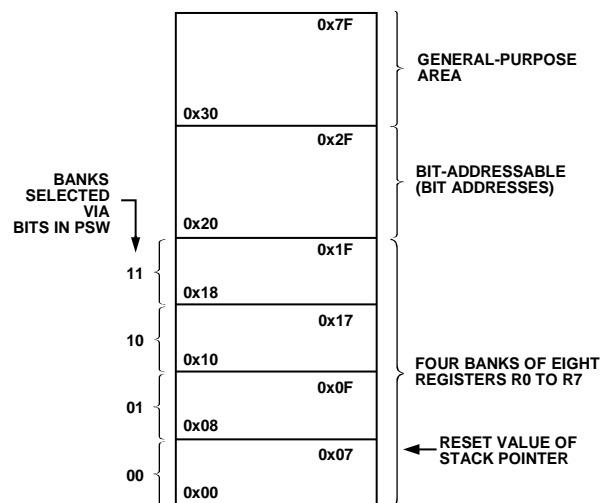 0x7F
GENERAL-PURPOSE
AREA
0x30
0x2F
BANKS
SELECTED
VIA
BITS IN PSW
BIT-ADDRESSABLE
(BIT ADDRESSES)
0x20
0x1F
11
0x18
0x17
10
0x10
FOUR BANKS OF EIGHT
REGISTERS R0 TO R7
0x0F
01
0x08
0x07
RESET VALUE OF
STACK POINTER
00
0x00